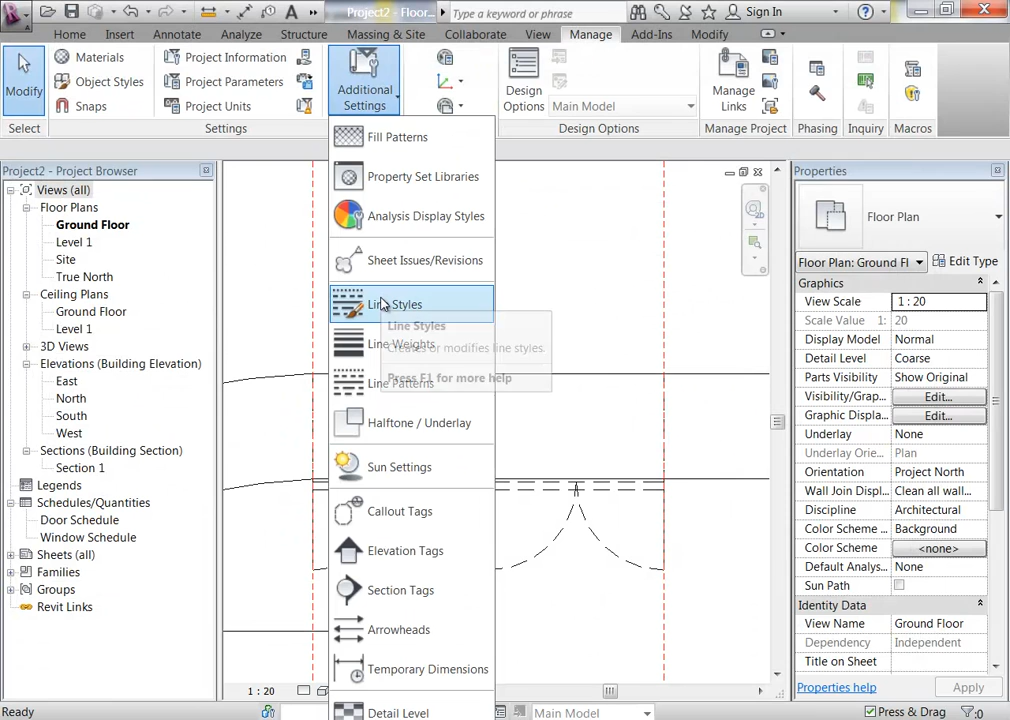 Project2 - Floor...
Type a keyword or phrase
Sign In
Home
Insert
Annotate
Analyze
Structure
Massing & Site
Collaborate
View
Manage
Add-Ins
Modify
Modify
Materials
Object Styles
Snaps
Project Information
Project Parameters
Project Units
Additional Settings
Design Options
Main Model
Manage Links
Select
Settings
Design Options
Manage Project
Phasing
Inquiry
Macros
Project2 - Project Browser
Views (all)
Floor Plans
Ground Floor
Level 1
Site
True North
Ceiling Plans
Ground Floor
Level 1
3D Views
Elevations (Building Elevation)
East
North
South
West
Sections (Building Section)
Section 1
Legends
Schedules/Quantities
Door Schedule
Window Schedule
Sheets (all)
Families
Groups
Revit Links
Fill Patterns
Property Set Libraries
Analysis Display Styles
Sheet Issues/Revisions
Line Styles
Line Styles
Line Weights
Creates or modifies line styles.
Press F1 for more help
Line Patterns
Halftone / Underlay
Sun Settings
Callout Tags
Elevation Tags
Section Tags
Arrowheads
Temporary Dimensions
Detail Level
1 : 20
Properties
Floor Plan
Floor Plan: Ground Fl
Edit Type
Graphics
View Scale 1 : 20
Scale Value 1: 20
Display Model Normal
Detail Level Coarse
Parts Visibility Show Original
Visibility/Grap... Edit...
Graphic Displa... Edit...
Underlay None
Underlay Orie... Plan
Orientation Project North
Wall Join Displ... Clean all wall...
Discipline Architectural
Color Scheme ... Background
Color Scheme <none>
Default Analys... None
Sun Path
Identity Data
View Name Ground Floor
Dependency Independent
Title on Sheet
Properties help
Apply
Ready
Main Model
Press & Drag
:0